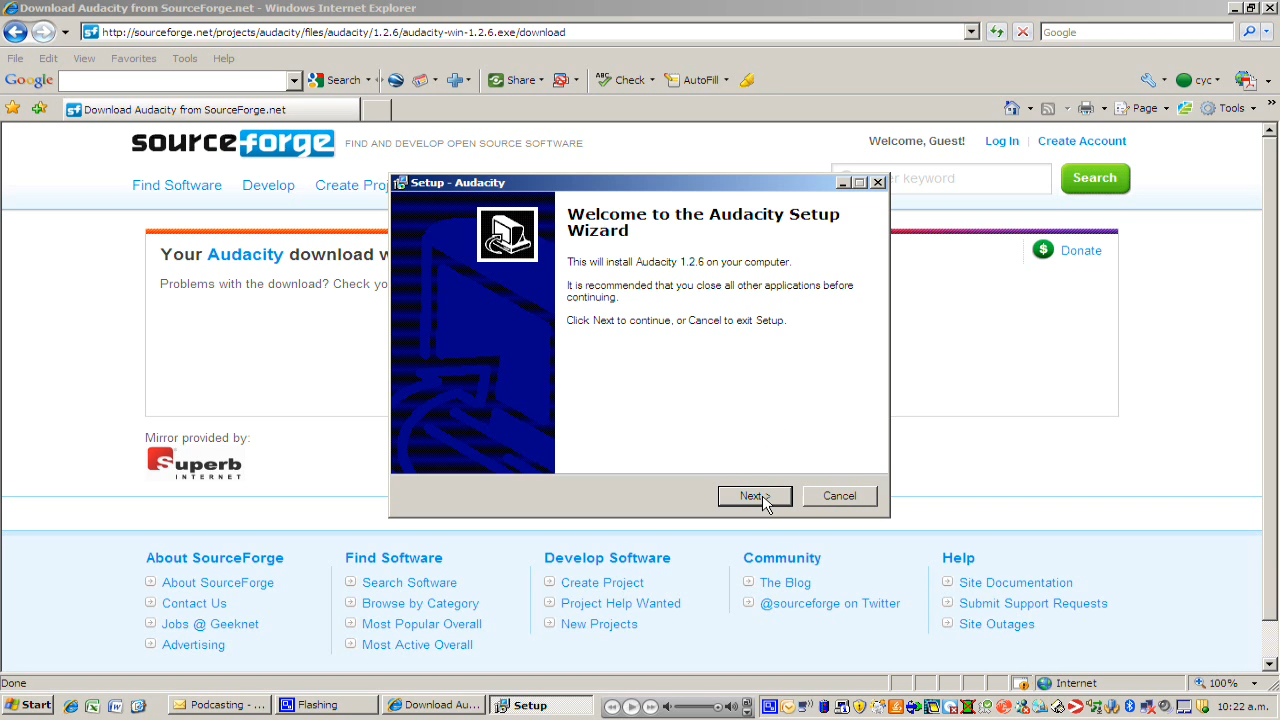 Download Audacity from SourceForge.net - Windows Internet Explorer
http://sourceforge.net/projects/audacity/files/audacity/1.2.6/audacity-win-1.2.6.exe/download
Google
File Edit View Favorites Tools Help
Google Search Share Check AutoFill cyc
Download Audacity from SourceForge.net
Page Tools
sourceforge
FIND AND DEVELOP OPEN SOURCE SOFTWARE
Welcome, Guest! Log In Create Account
Find Software Develop Create
keyword
Search
Setup - Audacity
Welcome to the Audacity Setup
Wizard
This will install Audacity 1.2.6 on your computer.
It is recommended that you close all other applications before
continuing.
Click Next to continue, or Cancel to exit Setup.
Next >
Cancel
Your Audacity download
Problems with the download? Check
$ Donate
Mirror provided by:
Superb
INTERNET
About SourceForge
About SourceForge
Contact Us
Jobs @ Geeknet
Advertising
Find Software
Search Software
Browse by Category
Most Popular Overall
Most Active Overall
Develop Software
Create Project
Project Help Wanted
New Projects
Community
The Blog
@sourceforge on Twitter
Help
Site Documentation
Submit Support Requests
Site Outages
Done
Internet
100%
Start
Podcasting - ...
Flashing
Download Au...
Setup
10:22 a.m.